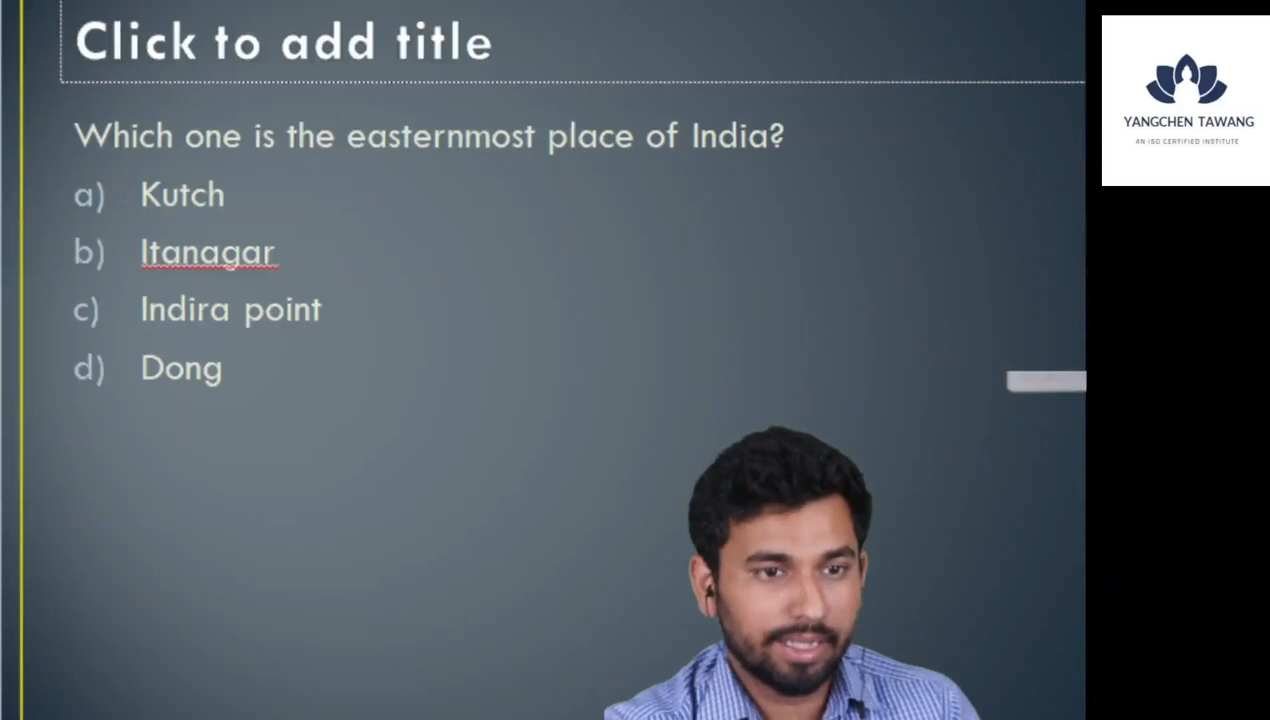 Click to add title
Which one is the easternmost place of India?
a) Kutch
b) Itanagar
c) Indira point
d) Dong
YANGCHEN TAWANG
AN ISO CERTIFIED INSTITUTE